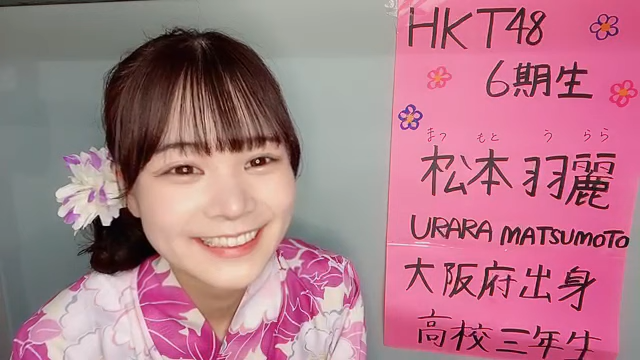 HKT48
6期生
まつ もと う らら
松本羽麗
URARA MATSUMOTO
大阪府出身
高校三年生